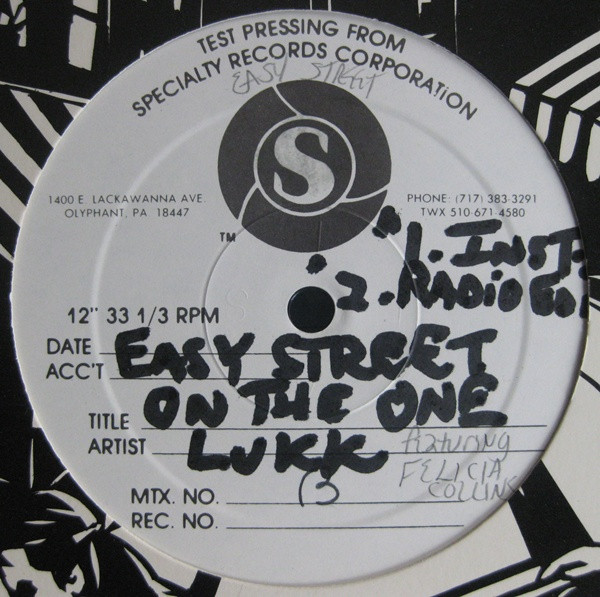 TEST PRESSING FROM
SPECIALTY RECORDS CORPORATION
EASY STREET
S
1400 E. LACKAWANNA AVE.
OLYPHANT, PA 18447
PHONE: (717) 383-3291
TWX 510-671-4580
TM
"1. INST.
2. RADIO EDI
12" 33 1/3 RPM
DATE EASY STREET
ACC'T
TITLE ON THE ONE
ARTIST LUKK featuring
FELICIA
COLLINS
MTX. NO.
REC. NO.